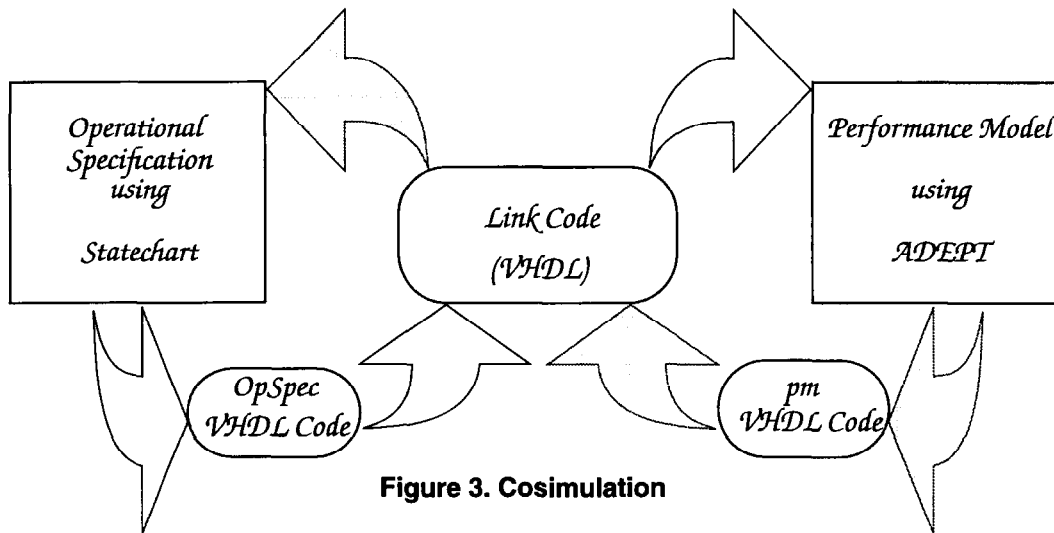 Operational
Specification
using
Statechart
Link Code
(VHDL)
Performance Model
using
ADEPT
OpSpec
VHDL Code
pm
VHDL Code
Figure 3. Cosimulation